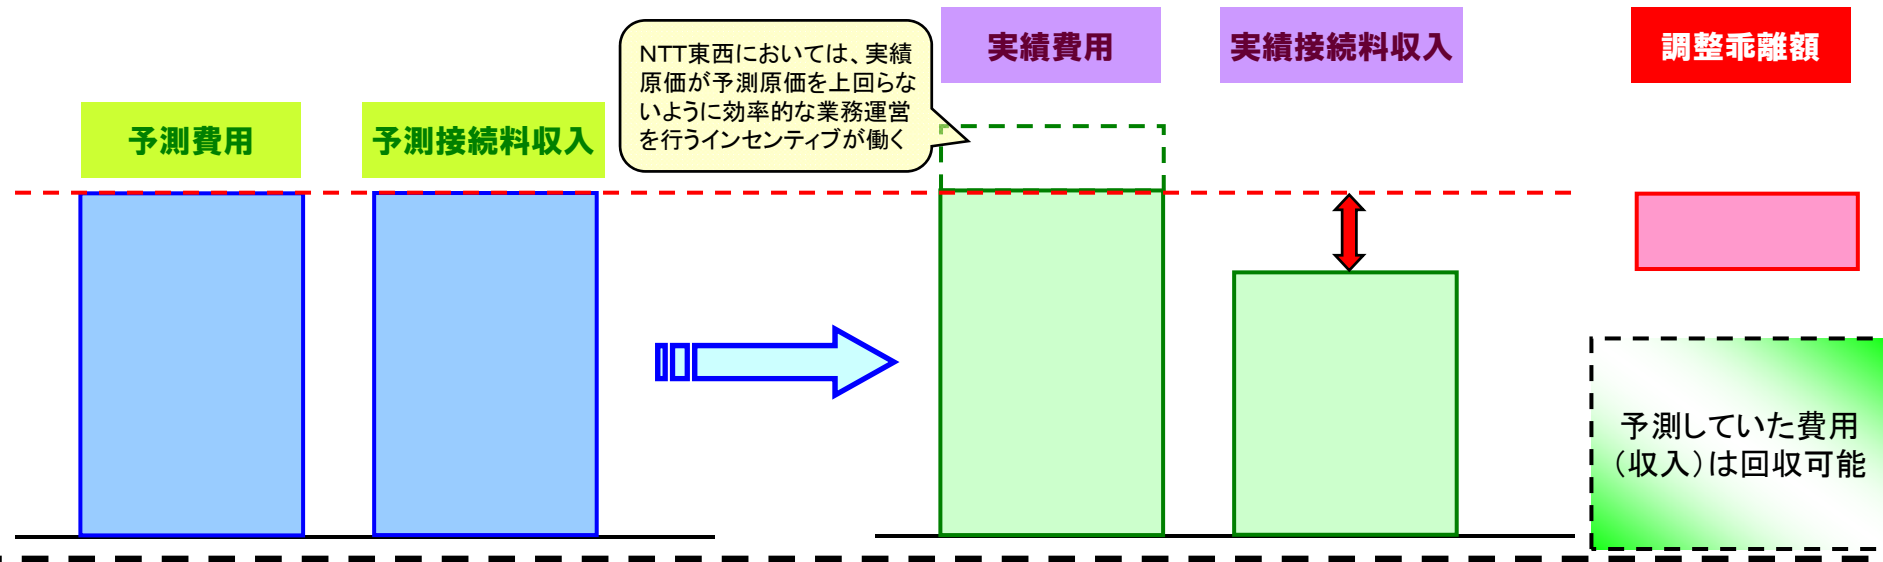 予測費用
予測接続料収入
NTT東西においては、実績
原価が予測原価を上回らな
いように効率的な業務運営
を行うインセンティブが働く
実績費用
実績接続料収入
調整乖離額
予測していた費用
（収入）は回収可能